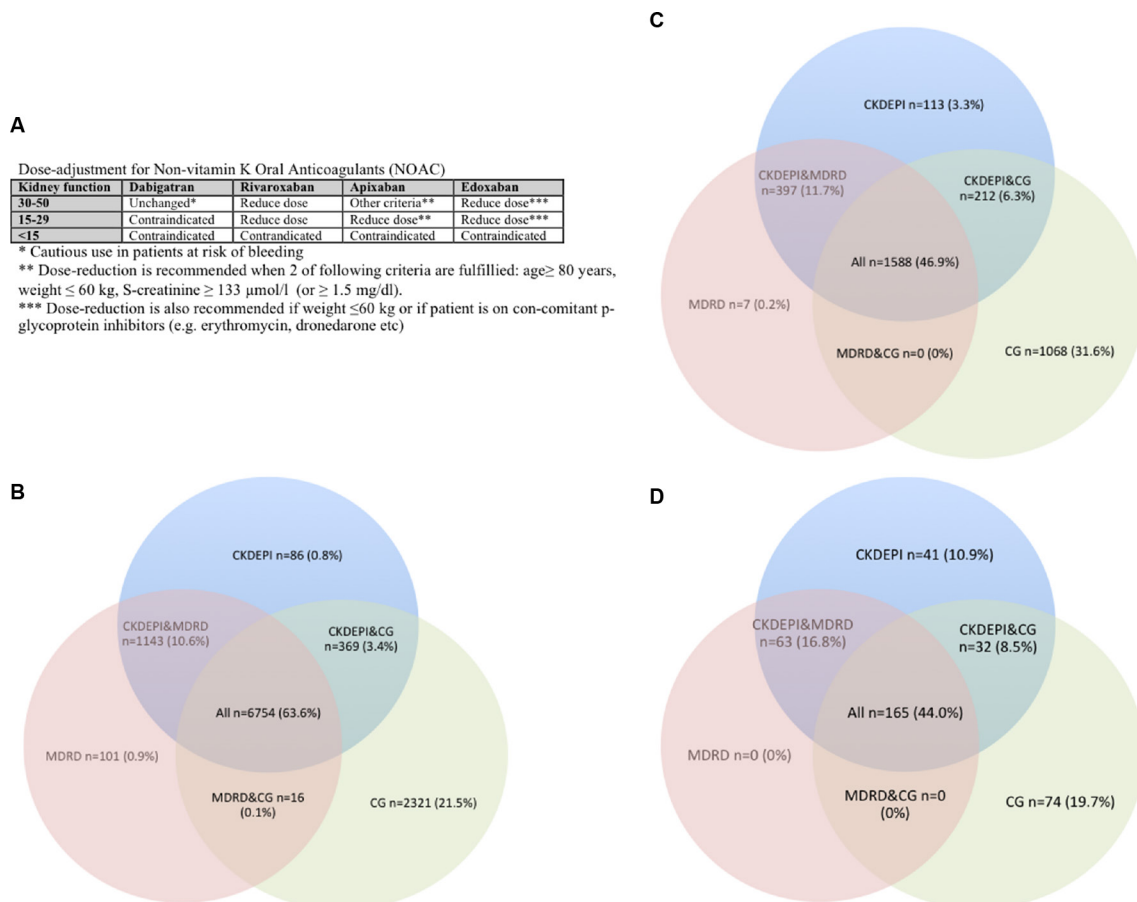 A
Dose-adjustment for Non-vitamin K Oral Anticoagulants (NOAC)
Kidney function Dabigatran Rivaroxaban Apixaban Edoxaban
30-50 Unchanged* Reduce dose Other criteria** Reduce dose***
15-29 Contraindicated Reduce dose Reduce dose** Reduce dose***
<15 Contraindicated Contrandicated Contraindicated Contraindicated
* Cautious use in patients at risk of bleeding
** Dose-reduction is recommended when 2 of following criteria are fulfillied: age≥ 80 years,
weight ≤ 60 kg, S-creatinine ≥ 133 µmol/l (or ≥ 1.5 mg/dl).
*** Dose-reduction is also recommended if weight ≤60 kg or if patient is on con-comitant p-
glycoprotein inhibitors (e.g. erythromycin, dronedarone etc)
B
CKDEPI n=86 (0.8%)
CKDEPI&MDRD
n=1143 (10.6%)
CKDEPI&CG
n=369 (3.4%)
All n=6754 (63.6%)
MDRD n=101 (0.9%)
MDRD&CG n=16
(0.1%)
CG n=2321 (21.5%)
C
CKDEPI n=113 (3.3%)
CKDEPI&MDRD
n=397 (11.7%)
CKDEPI&CG
n=212 (6.3%)
All n=1588 (46.9%)
MDRD n=7 (0.2%)
MDRD&CG n=0 (0%)
CG n=1068 (31.6%)
D
CKDEPI n=41 (10.9%)
CKDEPI&MDRD
n=63 (16.8%)
CKDEPI&CG
n=32 (8.5%)
All n=165 (44.0%)
MDRD n=0 (0%)
MDRD&CG n=0
(0%)
CG n=74 (19.7%)